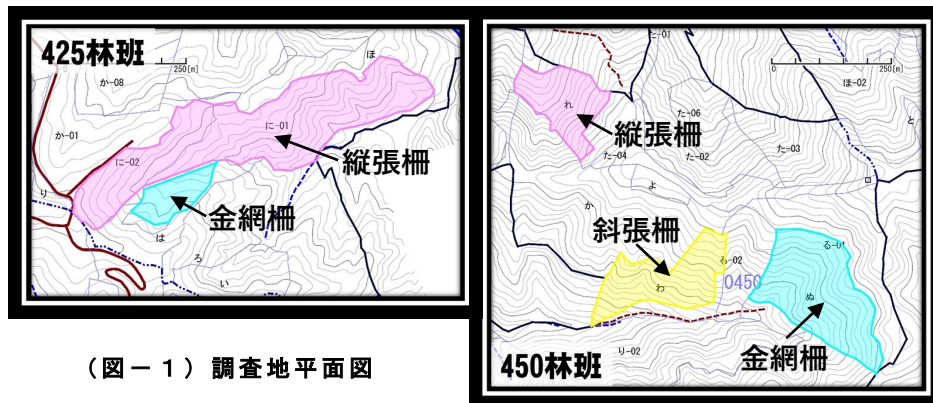 425林班
ほ
250[m]
か-08
に-01
か-01
に-02
縦張柵
り
金網柵
は
ろ
い
(図-1)調査地平面図
た-01
0
250[m]
ほ-02
れ
た-06
と
縦張柵
た-04
た-02
た-03
よ
ロ
か
斜張柵
る-01
ろ-02
0450
わ
ぬ
り-02
金網柵
450林班